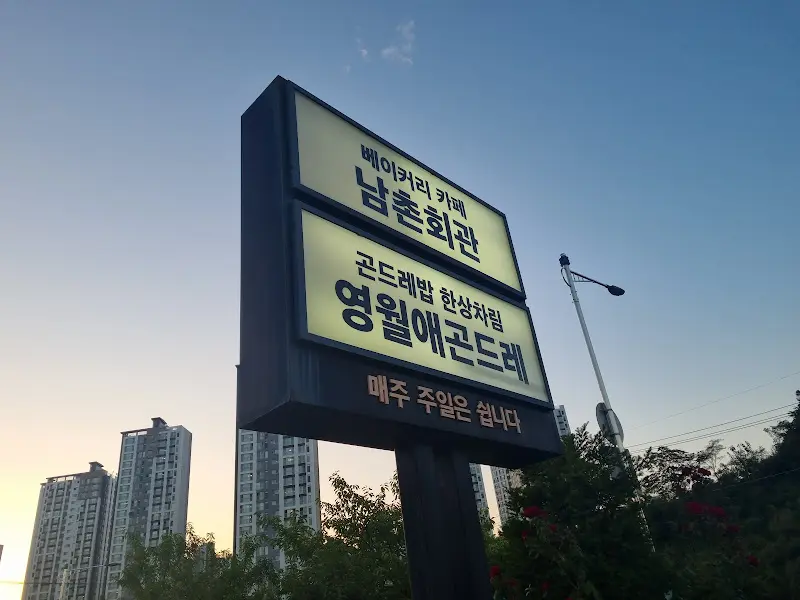 베이커리 카페
남촌회관
곤드레밥 한상차림
영월애곤드레
매주 주일은 쉽니다